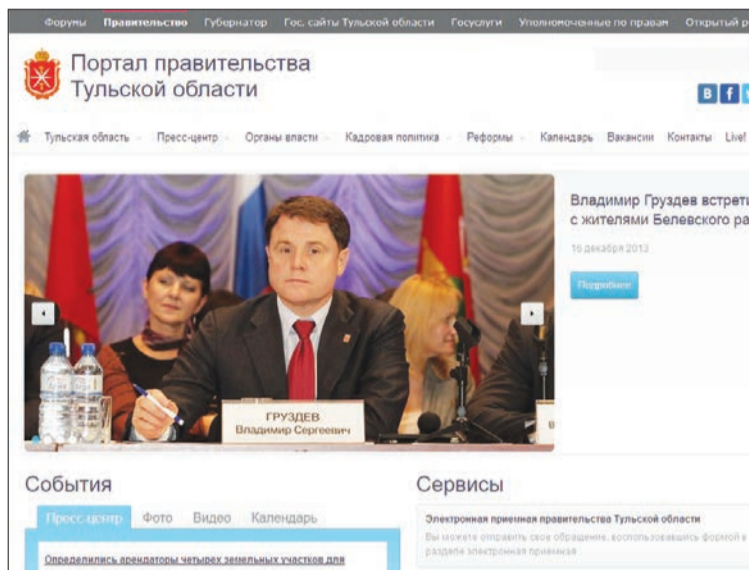 Форумы Правительство Губернатор Гос. сайты Тульской области Госуслуги Уполномоченные по правам Открытый р
Портал правительства
Тульской области
Тульская область Пресс-центр Органы власти Кадровая политика Реформы Календарь Вакансии Контакты Live!
Владимир Груздев встрети
с жителями Белевского ра
16 декабря 2013
Подробнее
ГРУЗДЕВ
Владимир Сергеевич
События
Пресс-центр Фото Видео Календарь
Определились арендаторы четырех земельных участков для
Сервисы
Электронная приемная правительства Тульской области
Вы можете отправить свое обращение, воспользовавшись формой в
разделе электронная приемная